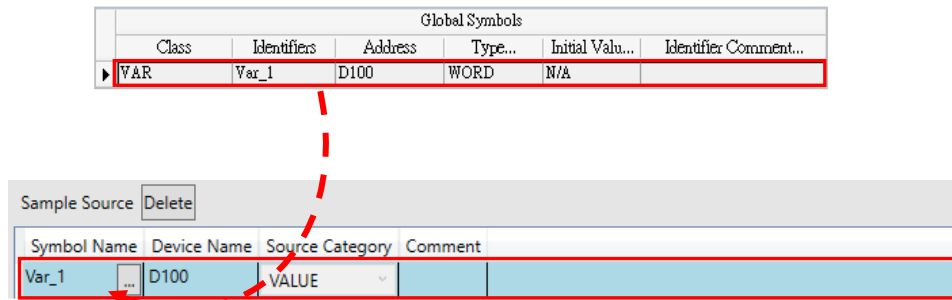 Global Symbols
Class Identifiers Address Type... Initial Valu... Identifier Comment...
VAR Var_1 D100 WORD N/A
Sample Source Delete
Symbol Name Device Name Source Category Comment
Var_1 ... D100 VALUE